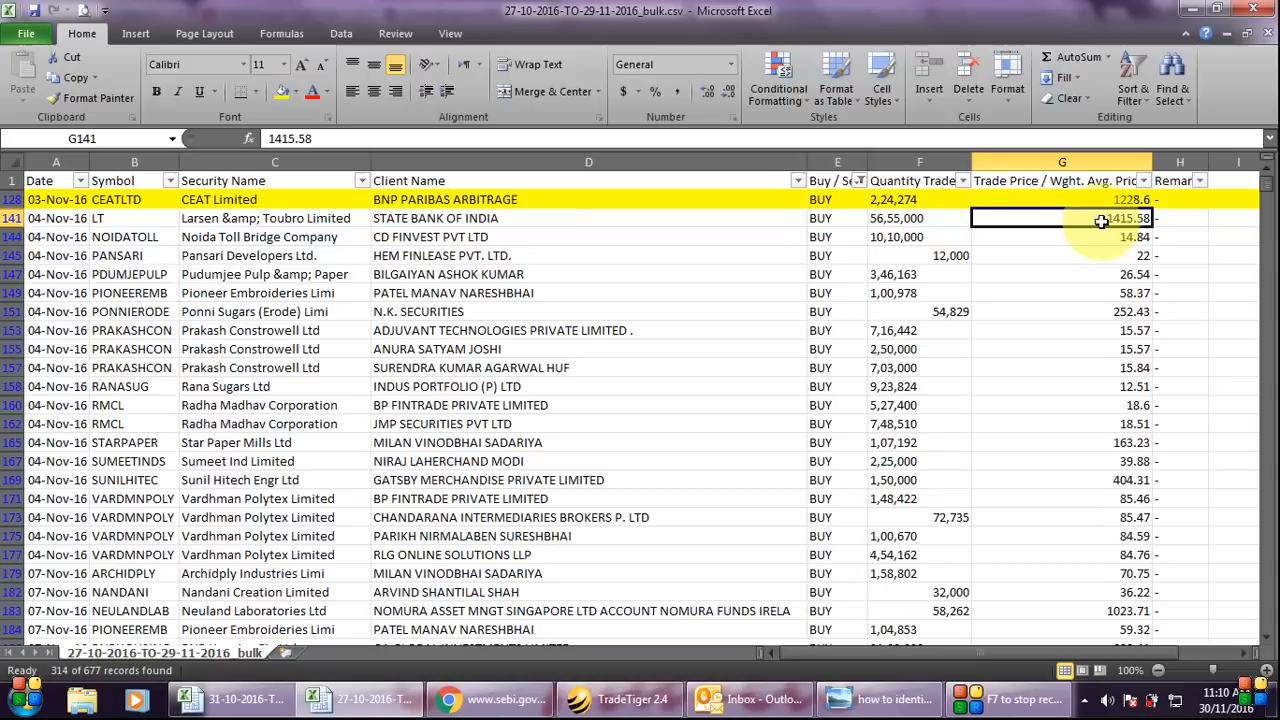 27-10-2016-TO-29-11-2016_bulk.csv - Microsoft Excel
File Home Insert Page Layout Formulas Data Review View
Cut
Copy
Format Painter
Paste
Clipboard
Calibri 11
Font
Wrap Text
Merge & Center
Alignment
General
Number
Conditional Formatting
Format as Table
Cell Styles
Styles
Insert Delete Format
Cells
AutoSum
Fill
Clear
Sort & Filter
Find & Select
Editing
G141 fx 1415.58
A B C D E F G H I
1 Date Symbol Security Name Client Name Buy / Se Quantity Trade Trade Price / Wght. Avg. Pric Remar
128 03-Nov-16 CEATLTD CEAT Limited BNP PARIBAS ARBITRAGE BUY 2,24,274 1228.6 -
141 04-Nov-16 LT Larsen &amp; Toubro Limited STATE BANK OF INDIA BUY 56,55,000 1415.58 -
144 04-Nov-16 NOIDATOLL Noida Toll Bridge Company CD FINVEST PVT LTD BUY 10,10,000 14.84 -
145 04-Nov-16 PANSARI Pansari Developers Ltd. HEM FINLEASE PVT. LTD. BUY 12,000 22 -
147 04-Nov-16 PDUMJEPULP Pudumjee Pulp &amp; Paper BILGAIYAN ASHOK KUMAR BUY 3,46,163 26.54 -
149 04-Nov-16 PIONEEREMB Pioneer Embroideries Limi PATEL MANAV NARESHBHAI BUY 1,00,978 58.37 -
151 04-Nov-16 PONNIERODE Ponni Sugars (Erode) Limi N.K. SECURITIES BUY 54,829 252.43 -
153 04-Nov-16 PRAKASHCON Prakash Constrowell Ltd ADJUVANT TECHNOLOGIES PRIVATE LIMITED . BUY 7,16,442 15.57 -
155 04-Nov-16 PRAKASHCON Prakash Constrowell Ltd ANURA SATYAM JOSHI BUY 2,50,000 15.57 -
157 04-Nov-16 PRAKASHCON Prakash Constrowell Ltd SURENDRA KUMAR AGARWAL HUF BUY 7,03,000 15.84 -
158 04-Nov-16 RANASUG Rana Sugars Ltd INDUS PORTFOLIO (P) LTD BUY 9,23,824 12.51 -
160 04-Nov-16 RMCL Radha Madhav Corporation BP FINTRADE PRIVATE LIMITED BUY 5,27,400 18.6 -
162 04-Nov-16 RMCL Radha Madhav Corporation JMP SECURITIES PVT LTD BUY 7,48,510 18.51 -
165 04-Nov-16 STARPAPER Star Paper Mills Ltd MILAN VINODBHAI SADARIYA BUY 1,07,192 163.23 -
167 04-Nov-16 SUMEETINDS Sumeet Ind Limited NIRAJ LAHERCHAND MODI BUY 2,25,000 39.88 -
169 04-Nov-16 SUNILHITEC Sunil Hitech Engr Ltd GATSBY MERCHANDISE PRIVATE LIMITED BUY 1,50,000 404.31 -
171 04-Nov-16 VARDMNPOLY Vardhman Polytex Limited BP FINTRADE PRIVATE LIMITED BUY 1,48,422 85.46 -
173 04-Nov-16 VARDMNPOLY Vardhman Polytex Limited CHANDARANA INTERMEDIARIES BROKERS P. LTD BUY 72,735 85.47 -
175 04-Nov-16 VARDMNPOLY Vardhman Polytex Limited PARIKH NIRMALABEN SURESHBHAI BUY 1,00,670 84.59 -
177 04-Nov-16 VARDMNPOLY Vardhman Polytex Limited RLG ONLINE SOLUTIONS LLP BUY 4,54,162 84.76 -
179 07-Nov-16 ARCHIDPLY Archidply Industries Limi MILAN VINODBHAI SADARIYA BUY 1,58,802 70.75 -
182 07-Nov-16 NANDANI Nandani Creation Limited ARVIND SHANTILAL SHAH BUY 32,000 36.22 -
183 07-Nov-16 NEULANDLAB Neuland Laboratories Ltd NOMURA ASSET MNGT SINGAPORE LTD ACCOUNT NOMURA FUNDS IRELA BUY 58,262 1023.71 -
184 07-Nov-16 PIONEEREMB Pioneer Embroideries Limi PATEL MANAV NARESHBHAI BUY 1,04,853 59.32 -
27-10-2016-TO-29-11-2016_bulk
Ready 314 of 677 records found 100%
31-10-2016-T... 27-10-2016-T... www.sebi.gov... TradeTiger 2.4 Inbox - Outlo... how to identi... F7 to stop rec...
11:10 A
30/11/2016